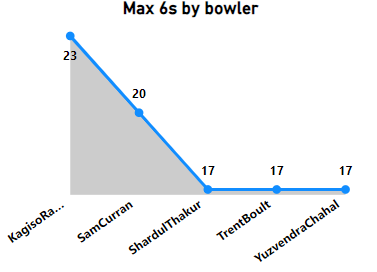 Max 6s by bowler
23
20
17
17
17
KagisoRa...
SamCurran
ShardulThakur
TrentBoult
YuzvendraChahal